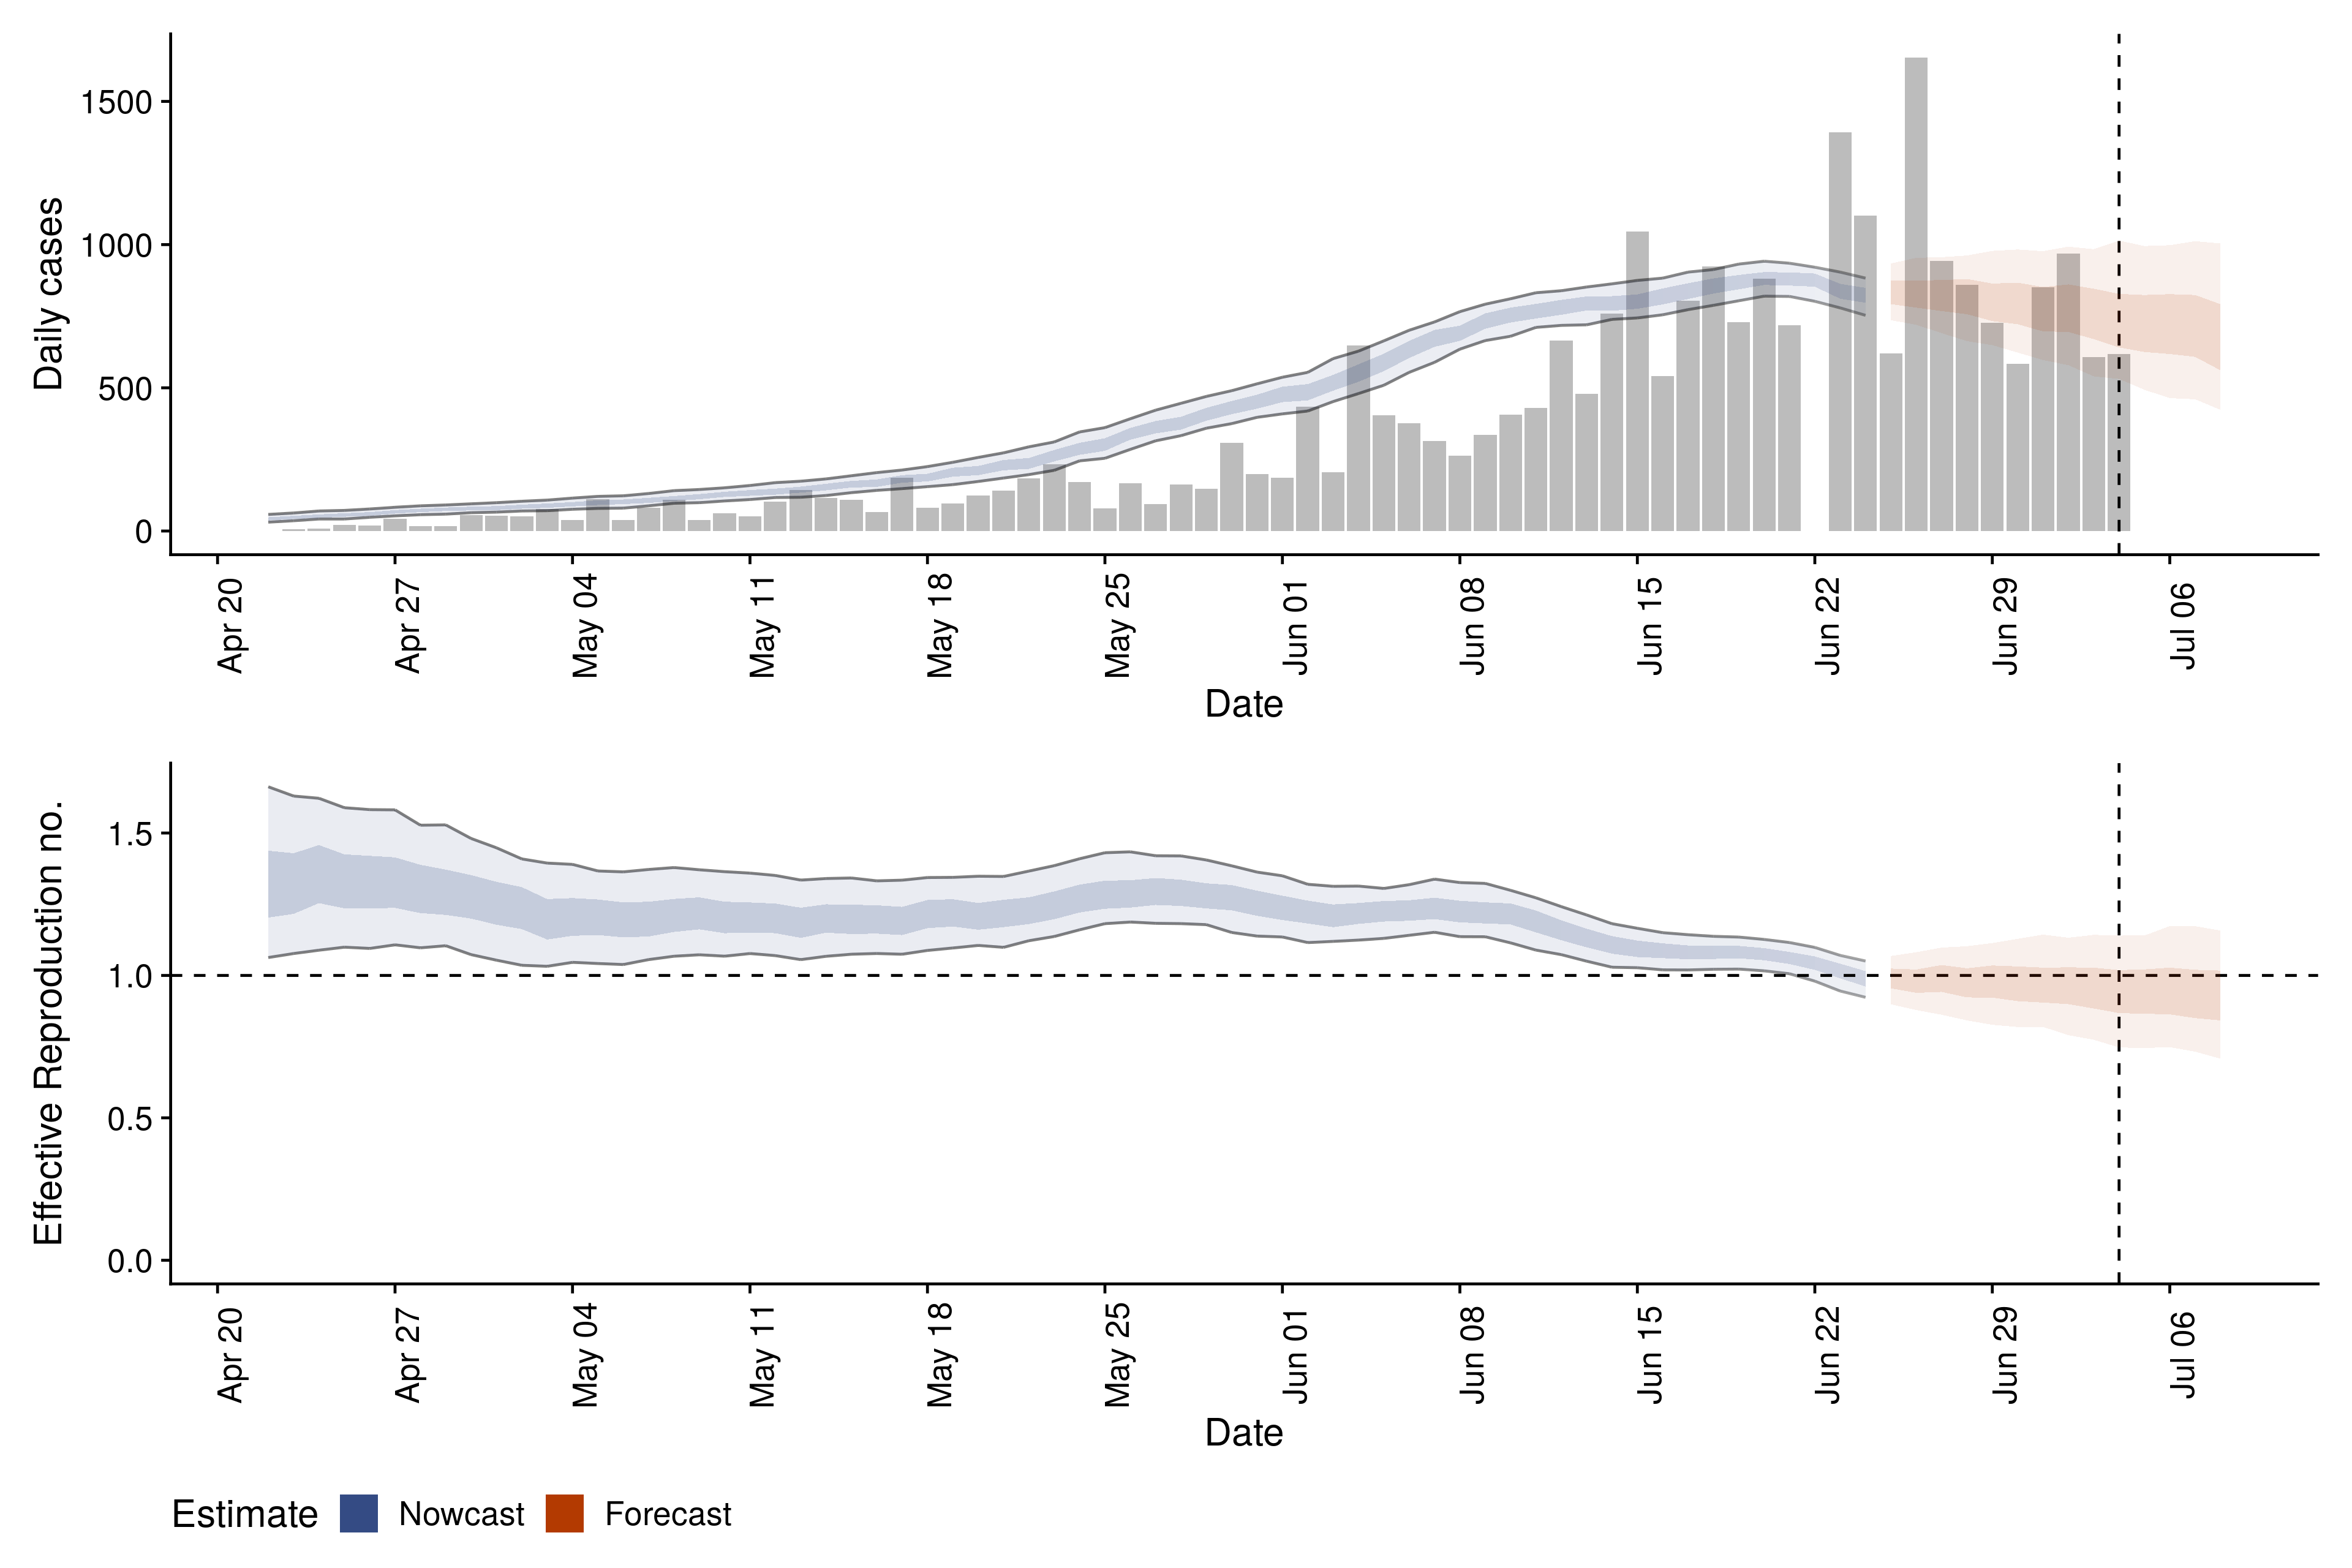 Daily cases
1500
1000
500
0
Apr 20
Apr 27
May 04
May 11
May 18
May 25
Jun 01
Jun 08
Jun 15
Jun 22
Jun 29
Jul 06
Date
Effective Reproduction no.
1.5
1.0
0.5
0.0
Apr 20
Apr 27
May 04
May 11
May 18
May 25
Jun 01
Jun 08
Jun 15
Jun 22
Jun 29
Jul 06
Date
Estimate Nowcast Forecast